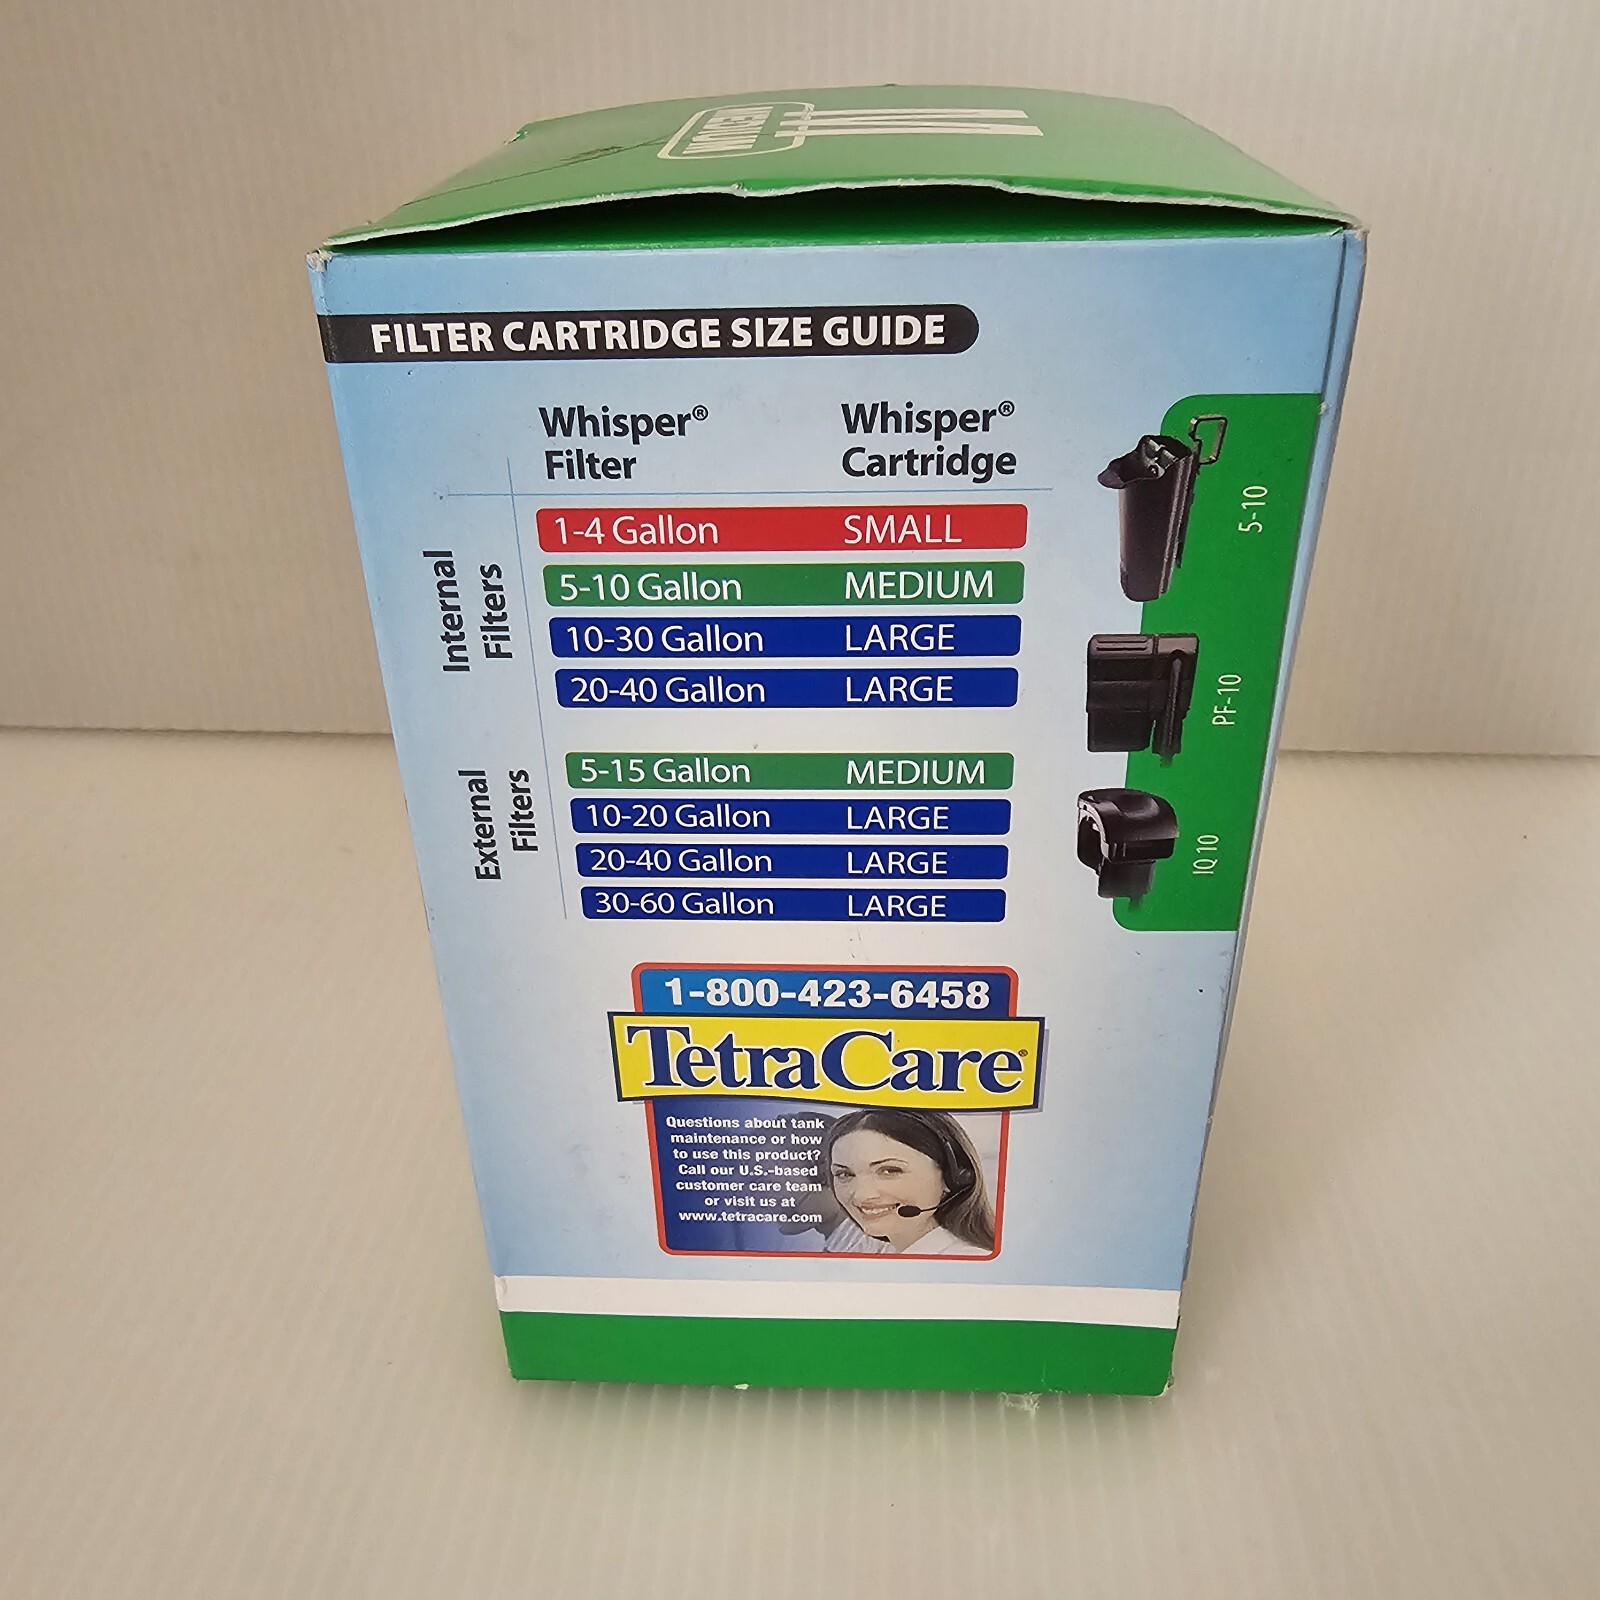 M
MEDIUM
FILTER CARTRIDGE SIZE GUIDE
Whisper® Filter
Whisper® Cartridge
Internal Filters
1-4 Gallon SMALL
5-10 Gallon MEDIUM
10-30 Gallon LARGE
20-40 Gallon LARGE
External Filters
5-15 Gallon MEDIUM
10-20 Gallon LARGE
20-40 Gallon LARGE
30-60 Gallon LARGE
5-10
PF-10
IQ10
1-800-423-6458
TetraCare®
Questions about tank
maintenance or how
to use this product?
Call our U.S.-based
customer care team
or visit us at
www.tetracare.com